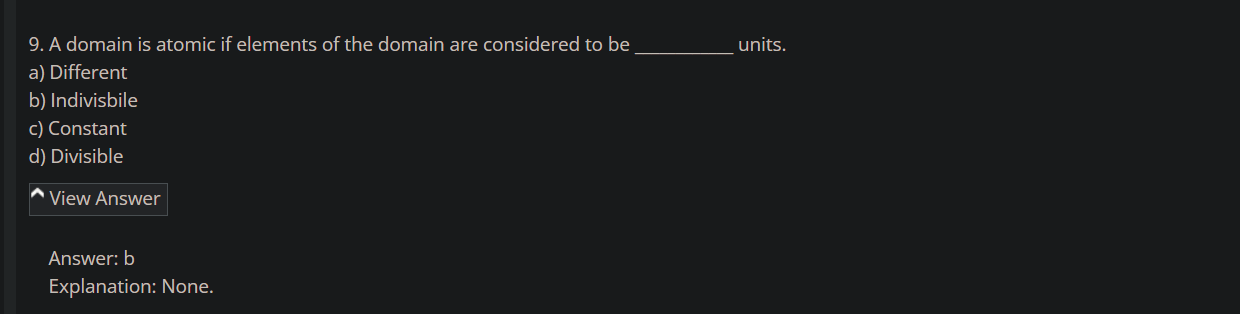 9. A domain is atomic if elements of the domain are considered to be ____________ units.
a) Different
b) Indivisbile
c) Constant
d) Divisible
View Answer
Answer: b
Explanation: None.